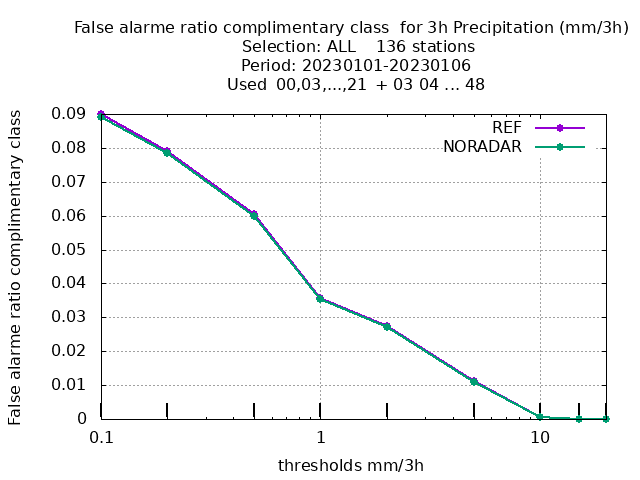 False alarme ratio complimentary class  for 3h Precipitation (mm/3h)
Selection: ALL    136 stations
Period: 20230101-20230106
Used  00,03,...,21  + 03 04 ... 48
False alarme ratio complimentary class
0.09
0.08
0.07
0.06
0.05
0.04
0.03
0.02
0.01
0
REF
NORADAR
0.1
1
10
thresholds mm/3h